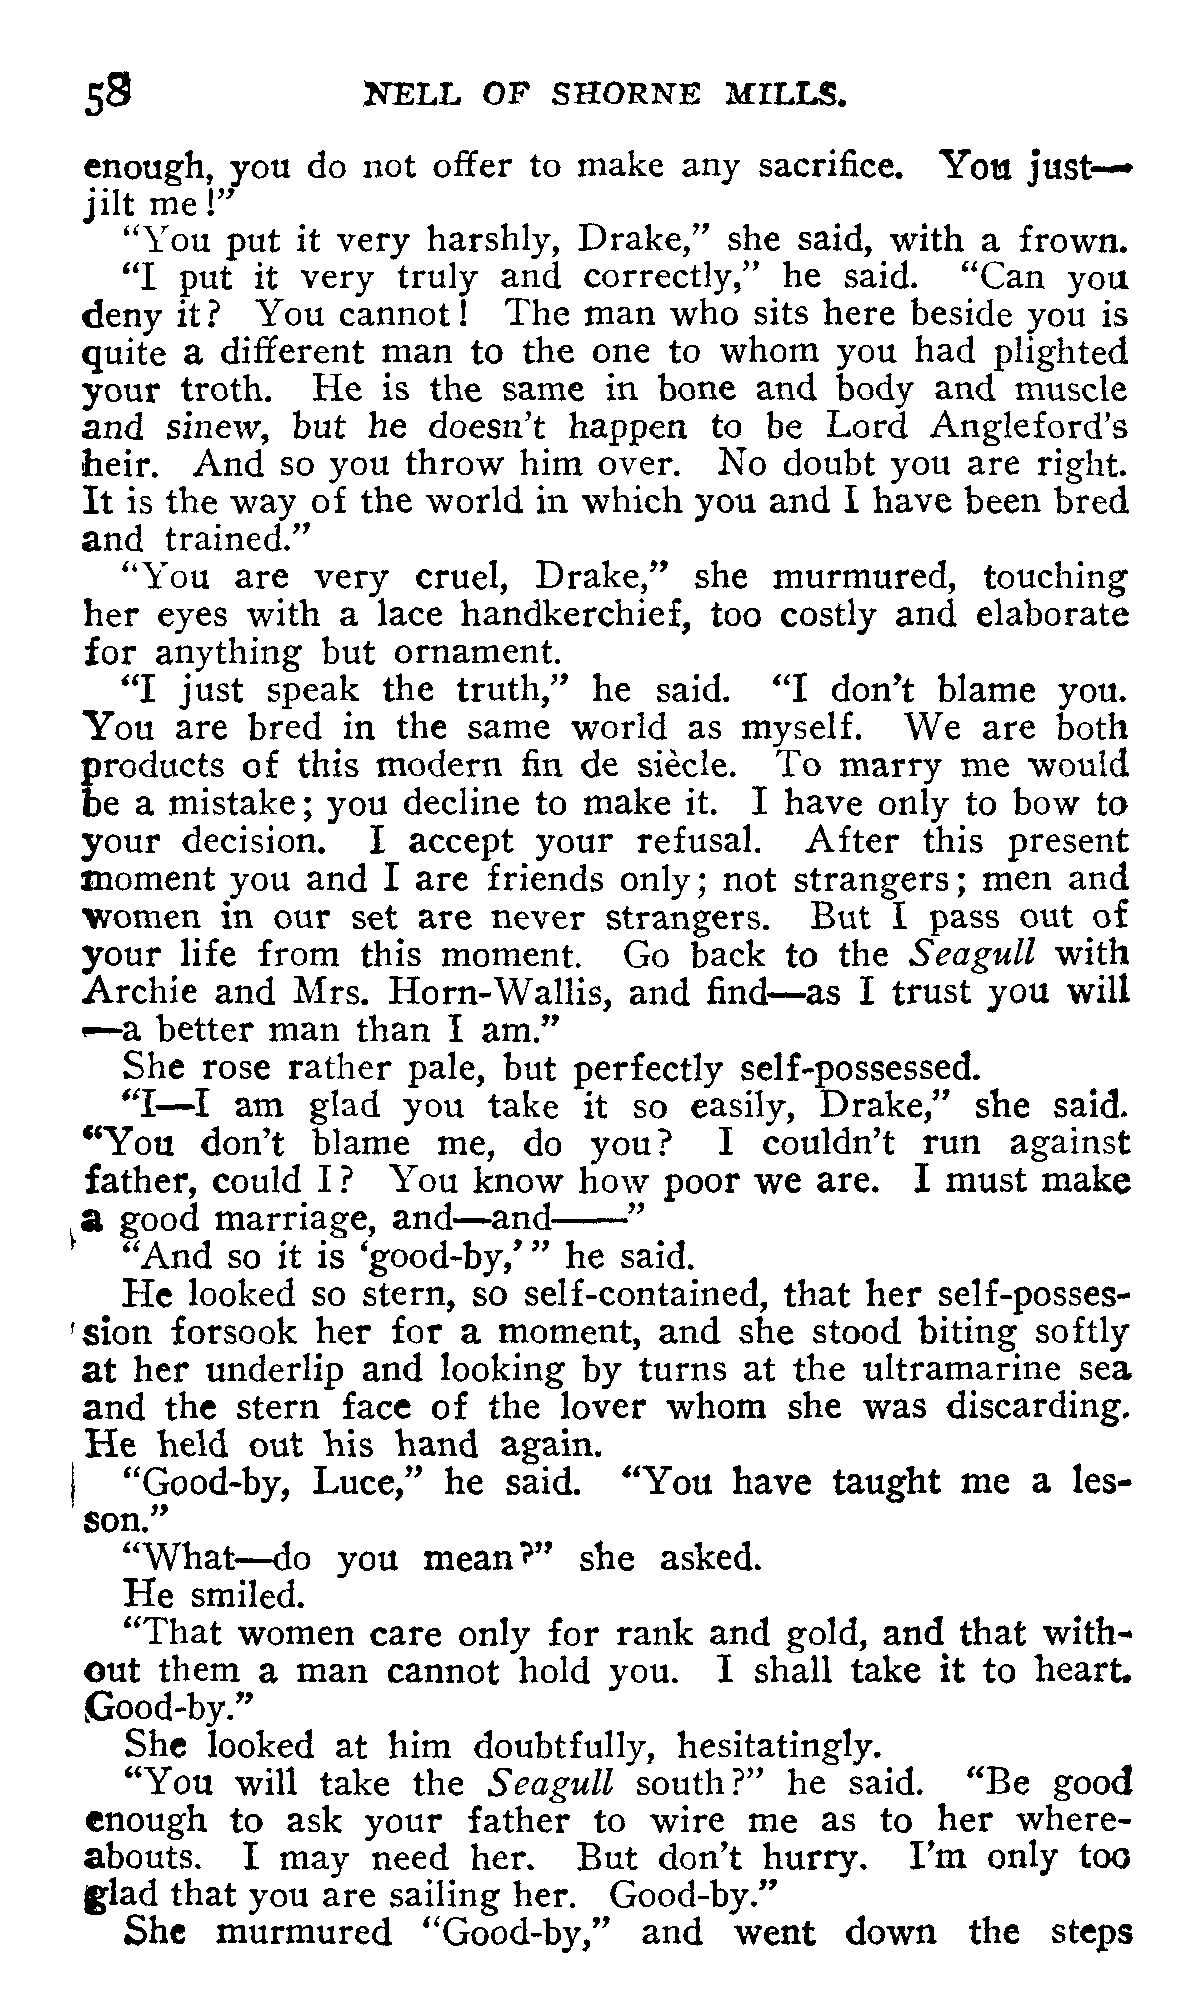 58 NELL OF SHORNE MILLS.
enough, you do not offer to make any sacrifice. You just—
jilt me!"
"You put it very harshly, Drake," she said, with a frown.
"I put it very truly and correctly," he said. "Can you
deny it? You cannot! The man who sits here beside you is
quite a different man to the one to whom you had plighted
your troth. He is the same in bone and body and muscle
and sinew, but he doesn't happen to be Lord Angleford's
heir. And so you throw him over. No doubt you are right.
It is the way of the world in which you and I have been bred
and trained."
"You are very cruel, Drake," she murmured, touching
her eyes with a lace handkerchief, too costly and elaborate
for anything but ornament.
"I just speak the truth," he said. "I don't blame you.
You are bred in the same world as myself. We are both
products of this modern fin de siècle. To marry me would
be a mistake; you decline to make it. I have only to bow to
your decision. I accept your refusal. After this present
moment you and I are friends only; not strangers; men and
women in our set are never strangers. But I pass out of
your life from this moment. Go back to the Seagull with
Archie and Mrs. Horn-Wallis, and find—as I trust you will
—a better man than I am."
She rose rather pale, but perfectly self-possessed.
"I—I am glad you take it so easily, Drake," she said.
"You don't blame me, do you? I couldn't run against
father, could I? You know how poor we are. I must make
a good marriage, and—and——"
"And so it is 'good-by,'" he said.
He looked so stern, so self-contained, that her self-posses-
sion forsook her for a moment, and she stood biting softly
at her underlip and looking by turns at the ultramarine sea
and the stern face of the lover whom she was discarding.
He held out his hand again.
"Good-by, Luce," he said. "You have taught me a les-
son."
"What—do you mean?" she asked.
He smiled.
"That women care only for rank and gold, and that with-
out them a man cannot hold you. I shall take it to heart.
Good-by."
She looked at him doubtfully, hesitatingly.
"You will take the Seagull south?" he said. "Be good
enough to ask your father to wire me as to her where-
abouts. I may need her. But don't hurry. I'm only too
glad that you are sailing her. Good-by."
She murmured "Good-by," and went down the steps